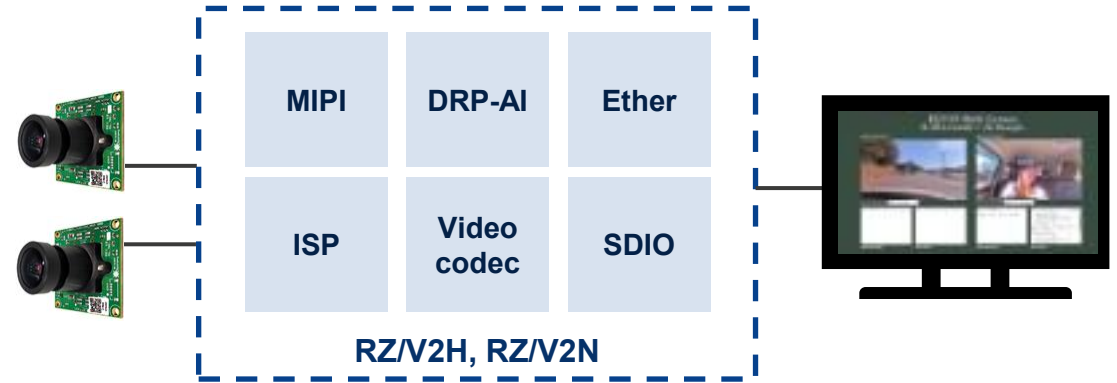 MIPI
DRP-AI
Ether
ISP
Video
codec
SDIO
RZ/V2H, RZ/V2N